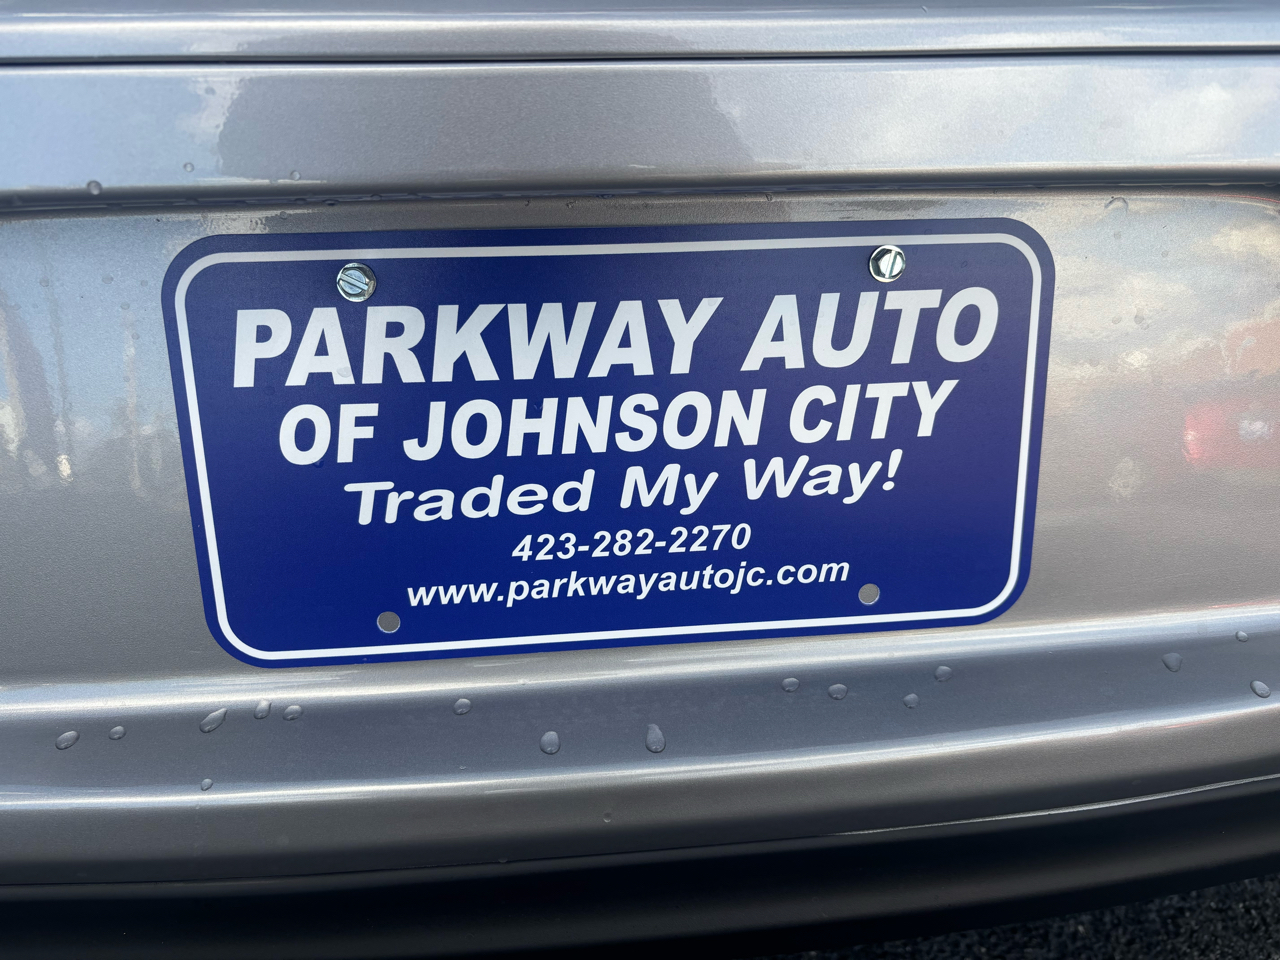 PARKWAY AUTO
OF JOHNSON CITY
Traded My Way!
423-282-2270
www.parkwayautojc.com